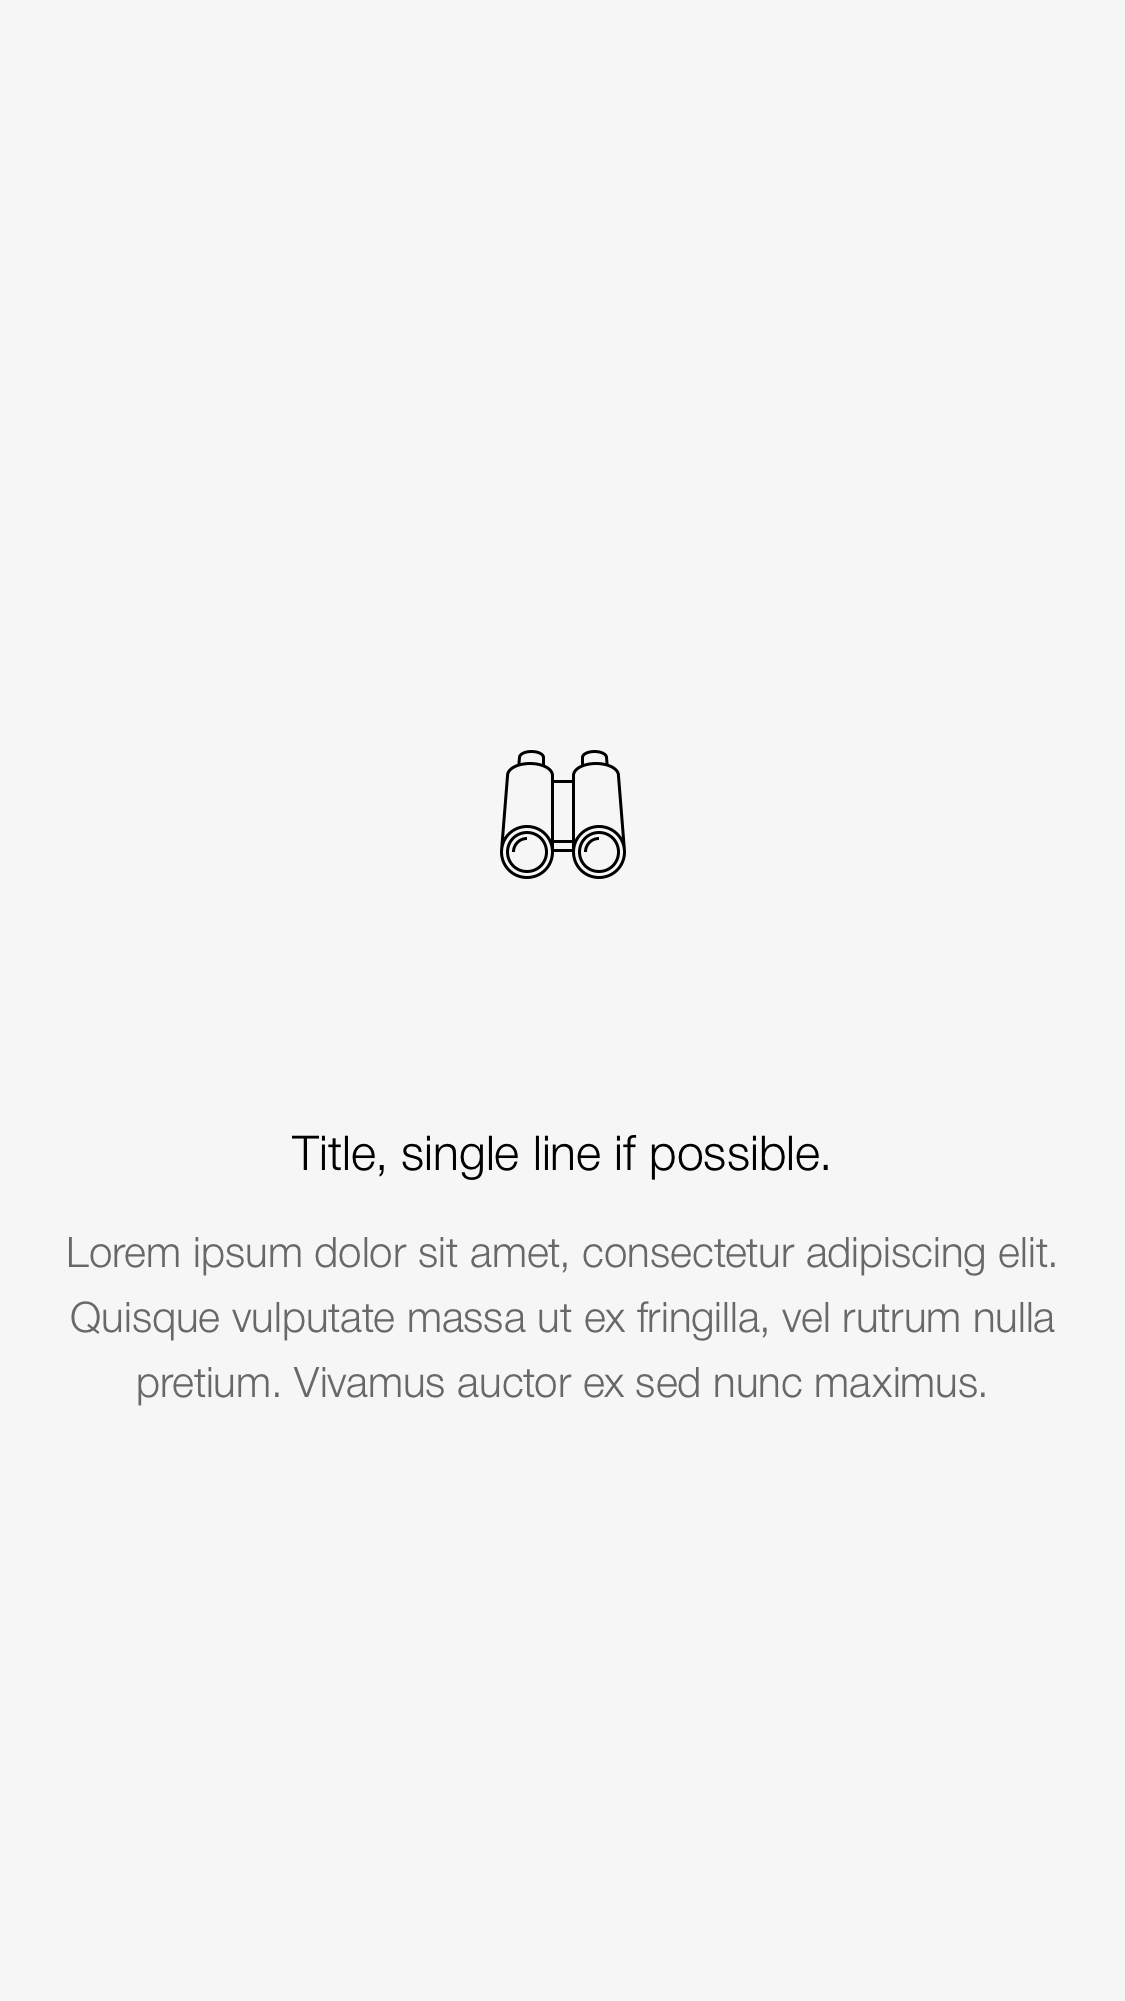 Title, single line if possible.
Lorem ipsum dolor sit amet, consectetur adipiscing elit.
Quisque vulputate massa ut ex fringilla, vel rutrum nulla
pretium. Vivamus auctor ex sed nunc maximus.